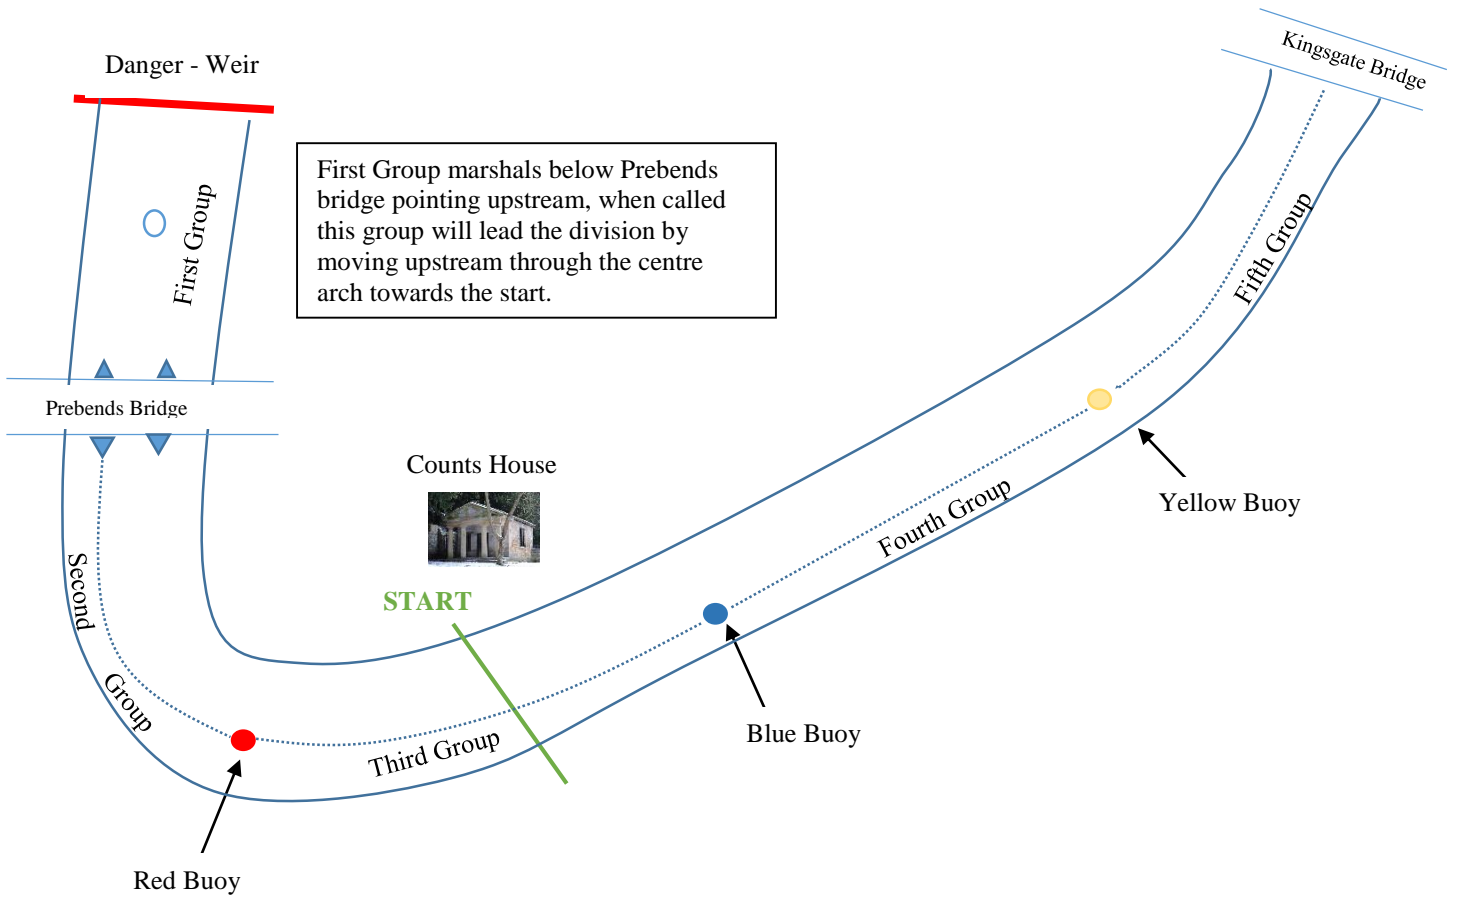 Danger - Weir
Kingsgate Bridge
First Group marshals below Prebends
bridge pointing upstream, when called
this group will lead the division by
moving upstream through the centre
arch towards the start.
First Group
Fifth Group
Prebends Bridge
Counts House
Yellow Buoy
Fourth Group
Second
Group
START
Third Group
Blue Buoy
Red Buoy